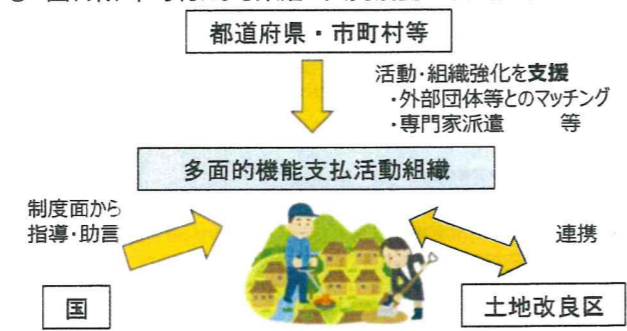 都道府県・市町村等
活動・組織強化を支援
・外部団体等とのマッチング
・専門家派遣　　等
多面的機能支払活動組織
制度面から
指導・助言
連携
国
土地改良区